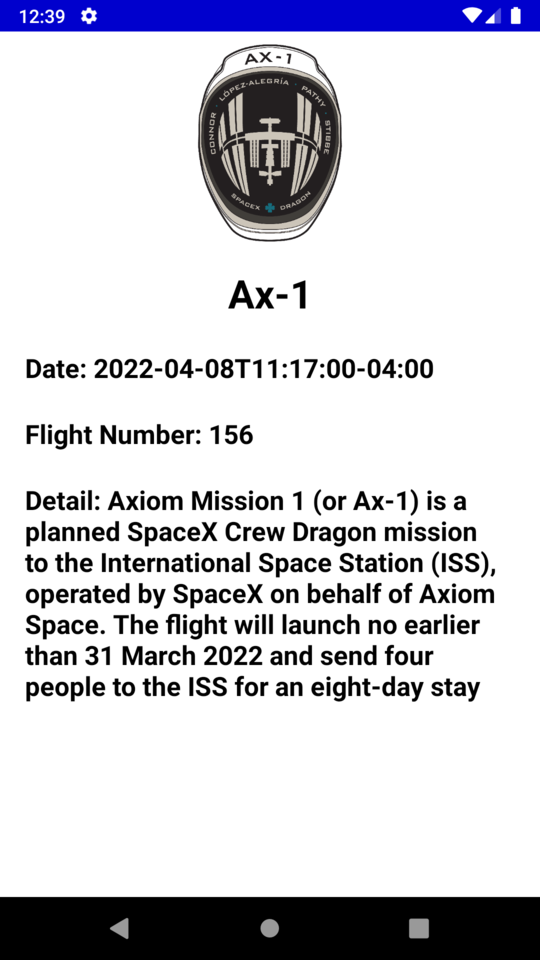 12:39
AX-1
CONNOR · LÓPEZ-ALEGRÍA · PATHY · STIBBE
SPACEX DRAGON
Ax-1
Date: 2022-04-08T11:17:00-04:00
Flight Number: 156
Detail: Axiom Mission 1 (or Ax-1) is a
planned SpaceX Crew Dragon mission
to the International Space Station (ISS),
operated by SpaceX on behalf of Axiom
Space. The flight will launch no earlier
than 31 March 2022 and send four
people to the ISS for an eight-day stay